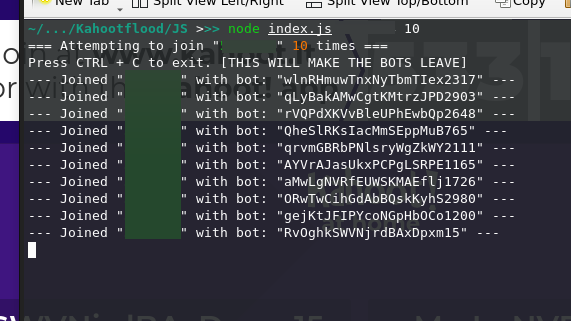 New Tab Split View Left/Right Split View Top/Bottom Copy
~/.../Kahootflood/JS >>> node index.js 10
=== Attempting to join " " 10 times ===
Press CTRL + C to exit. [THIS WILL MAKE THE BOTS LEAVE]
--- Joined " " with bot: "wlnRHmuwTnxNyTbmTIex2317" ---
--- Joined " " with bot: "qLyBakAMwCgtKMtrzJPD2903" ---
--- Joined " " with bot: "rVQPdXKVvBleUPhEwbQp2648" ---
--- Joined " " with bot: "QheSlRKsIacMmSEppMuB765" ---
--- Joined " " with bot: "qrvmGBRbPNlsryWgZkWY2111" ---
--- Joined " " with bot: "AYVrAJasUkxPCPgLSRPE1165" ---
--- Joined " " with bot: "aMwLgNVRfEUWSKMAEflj1726" ---
--- Joined " " with bot: "ORwTwCihGdAbBQskKyhS2980" ---
--- Joined " " with bot: "gejKtJFIPYcoNGpHbOCo1200" ---
--- Joined " " with bot: "RvOghkSWVNjrdBAxDpxm15" ---